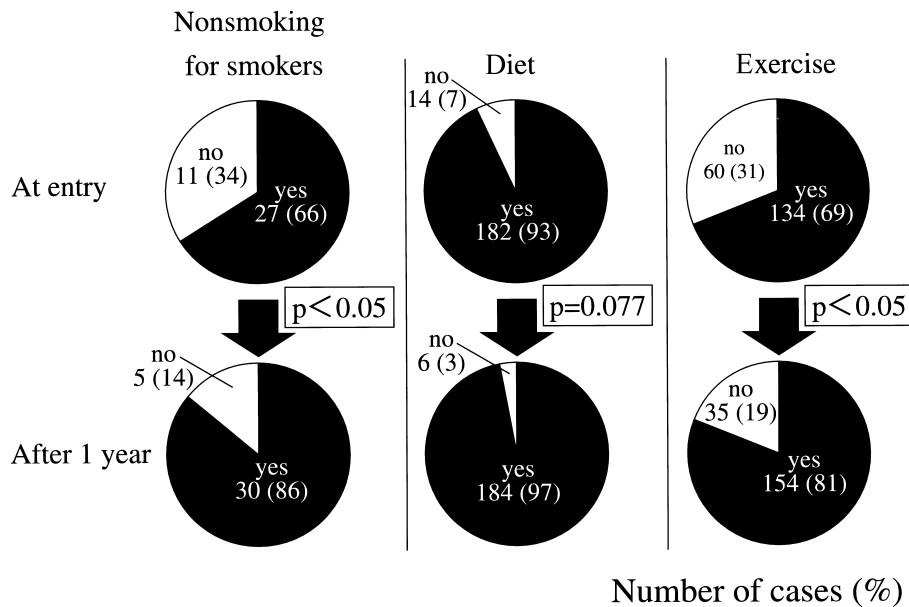 Nonsmoking
for smokers
Diet
Exercise
At entry
no
11 (34)
yes
27 (66)
no
14 (7)
yes
182 (93)
no
60 (31)
yes
134 (69)
p<0.05
p=0.077
p<0.05
After 1 year
no
5 (14)
yes
30 (86)
no
6 (3)
yes
184 (97)
no
35 (19)
yes
154 (81)
Number of cases (%)